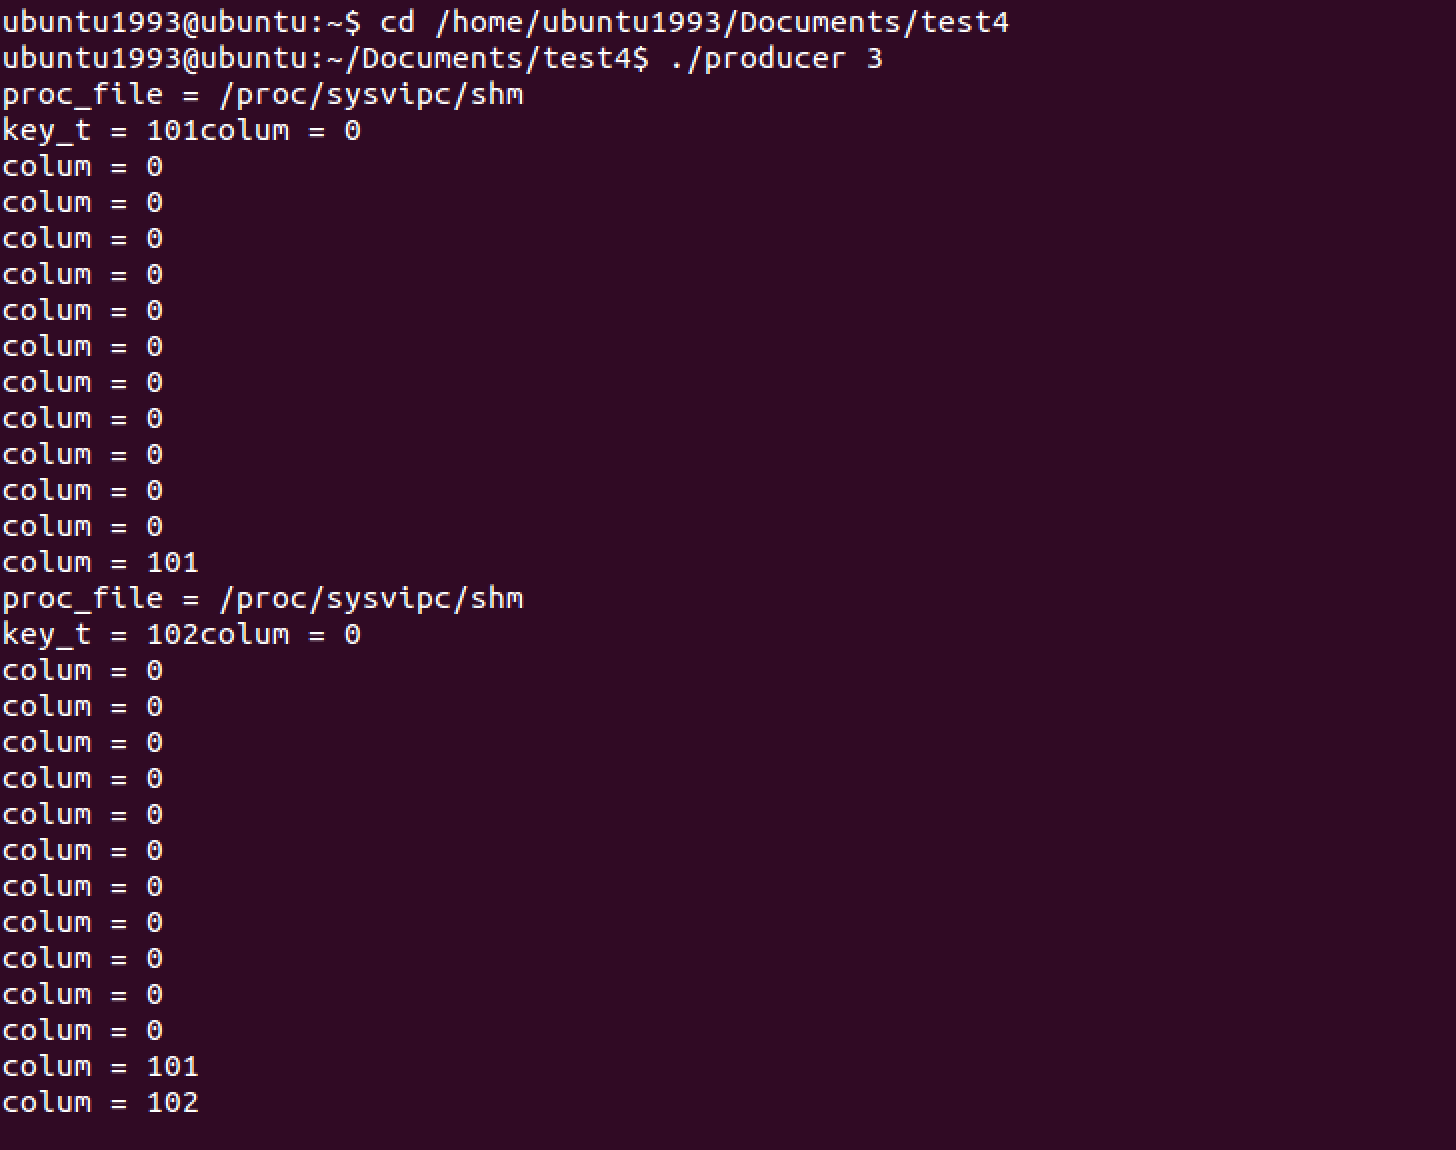 ubuntu1993@ubuntu:~$ cd /home/ubuntu1993/Documents/test4
ubuntu1993@ubuntu:~/Documents/test4$ ./producer 3
proc_file = /proc/sysvipc/shm
key_t = 101colum = 0
colum = 0
colum = 0
colum = 0
colum = 0
colum = 0
colum = 0
colum = 0
colum = 0
colum = 0
colum = 0
colum = 0
colum = 101
proc_file = /proc/sysvipc/shm
key_t = 102colum = 0
colum = 0
colum = 0
colum = 0
colum = 0
colum = 0
colum = 0
colum = 0
colum = 0
colum = 0
colum = 0
colum = 0
colum = 101
colum = 102